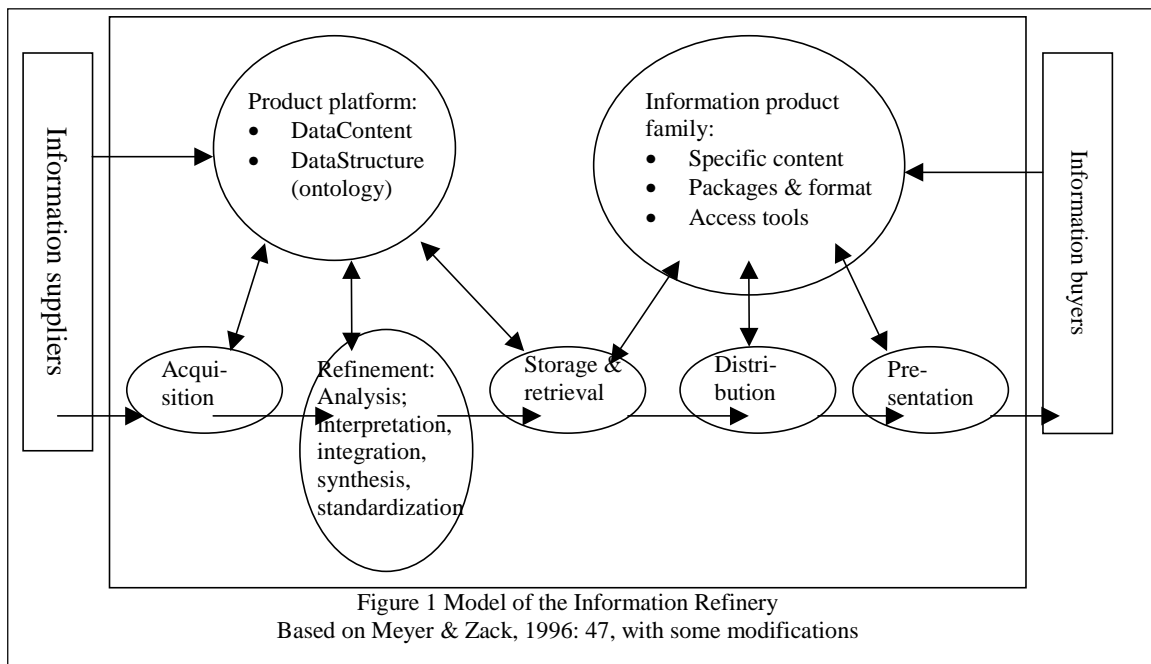 Information suppliers
Product platform:
• DataContent
• DataStructure
(ontology)
Information product
family:
• Specific content
• Packages & format
• Access tools
Information buyers
Acqui-
sition
Refinement:
Analysis;
interpretation,
integration,
synthesis,
standardization
Storage &
retrieval
Distri-
bution
Pre-
sentation
Figure 1 Model of the Information Refinery
Based on Meyer & Zack, 1996: 47, with some modifications